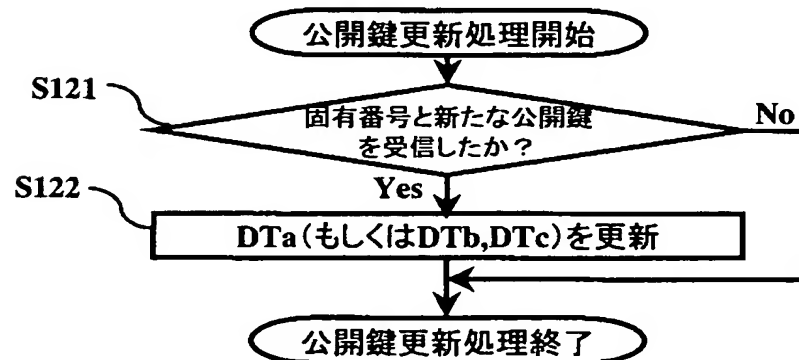 公開鍵更新処理開始
S121
固有番号と新たな公開鍵
を受信したか？
No
S122
Yes
DTa（もしくはDTb,DTc）を更新
公開鍵更新処理終了